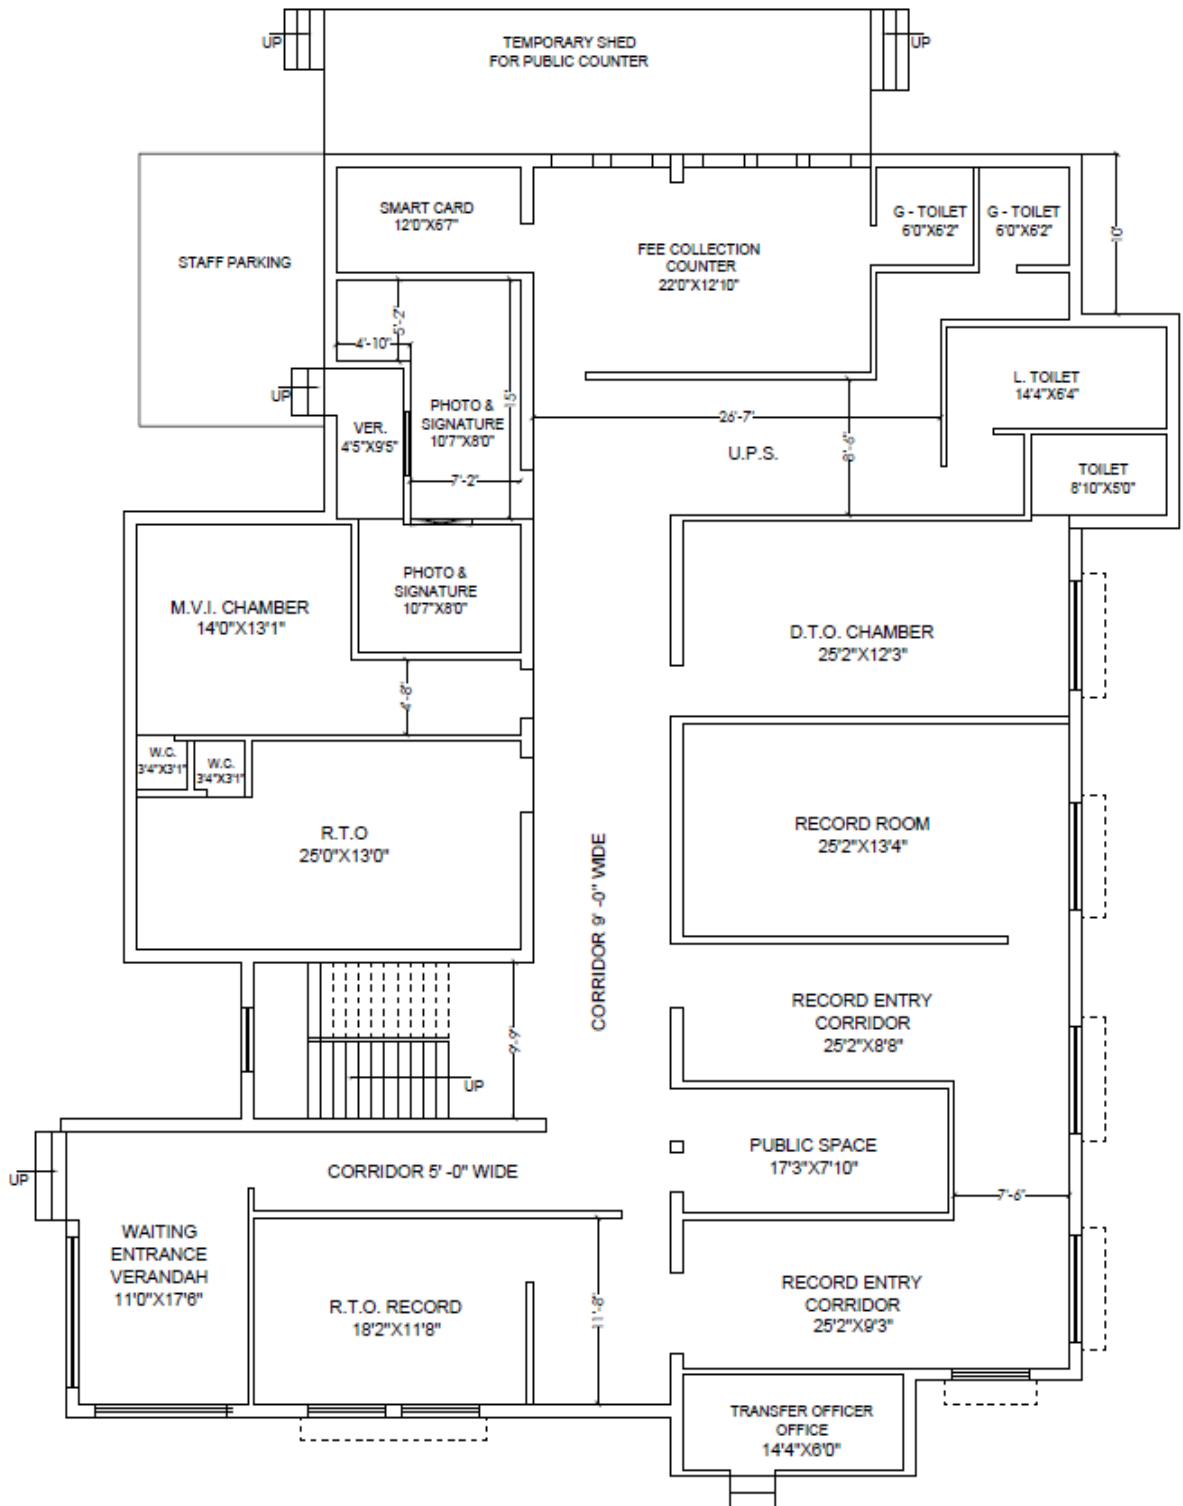 UP
TEMPORARY SHED
FOR PUBLIC COUNTER
UP
SMART CARD
12'0"X6'7"
G - TOILET
6'0"X6'2"
G - TOILET
6'0"X6'2"
10'
STAFF PARKING
FEE COLLECTION
COUNTER
22'0"X12'10"
5'-2"
4'-10"
15'
UP
VER.
4'5"X9'5"
PHOTO &
SIGNATURE
10'7"X8'0"
7'-2"
26'-7"
8'-6"
U.P.S.
L. TOILET
14'4"X6'4"
TOILET
8'10"X5'0"
M.V.I. CHAMBER
14'0"X13'1"
PHOTO &
SIGNATURE
10'7"X8'0"
D.T.O. CHAMBER
25'2"X12'3"
4'-8"
W.C.
3'4"X3'1"
W.C.
3'4"X3'1"
R.T.O
25'0"X13'0"
RECORD ROOM
25'2"X13'4"
CORRIDOR 9' -0" WIDE
9'-9"
UP
RECORD ENTRY
CORRIDOR
25'2"X8'8"
UP
CORRIDOR 5' -0" WIDE
PUBLIC SPACE
17'3"X7'10"
7'-6"
WAITING
ENTRANCE
VERANDAH
11'0"X17'6"
R.T.O. RECORD
18'2"X11'8"
11'-8"
RECORD ENTRY
CORRIDOR
25'2"X9'3"
TRANSFER OFFICER
OFFICE
14'4"X6'0"